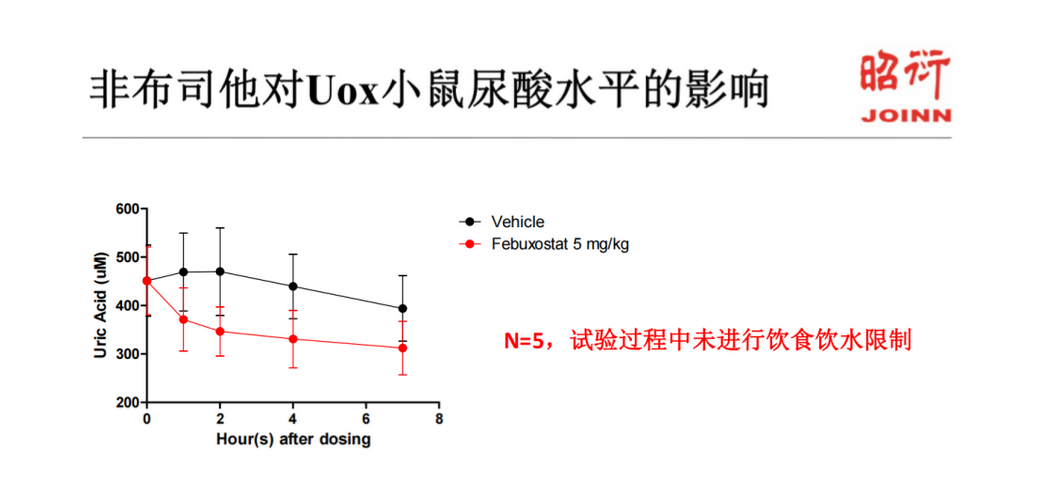 非布司他对Uox小鼠尿酸水平的影响
昭衍
JOINN
600
500
400
300
200
Uric Acid (uM)
0
2
4
6
8
Hour(s) after dosing
Vehicle
Febuxostat 5 mg/kg
N=5，试验过程中未进行饮食饮水限制